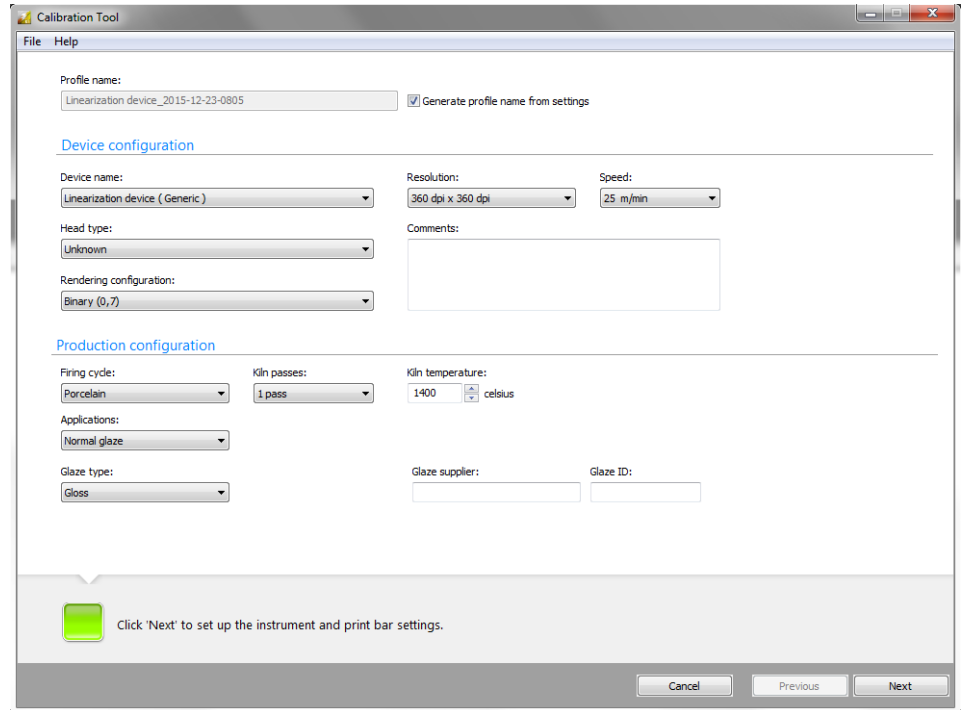 Calibration Tool
File Help
Profile name:
Linearization device_2015-12-23-0805
Generate profile name from settings
Device configuration
Device name:
Resolution:
Speed:
Linearization device ( Generic )
360 dpi x 360 dpi
25 m/min
Head type:
Comments:
Unknown
Rendering configuration:
Binary (0,7)
Production configuration
Firing cycle:
Kiln passes:
Kiln temperature:
Porcelain
1 pass
1400
celsius
Applications:
Normal glaze
Glaze type:
Glaze supplier:
Glaze ID:
Gloss
Click 'Next' to set up the instrument and print bar settings.
Cancel
Previous
Next